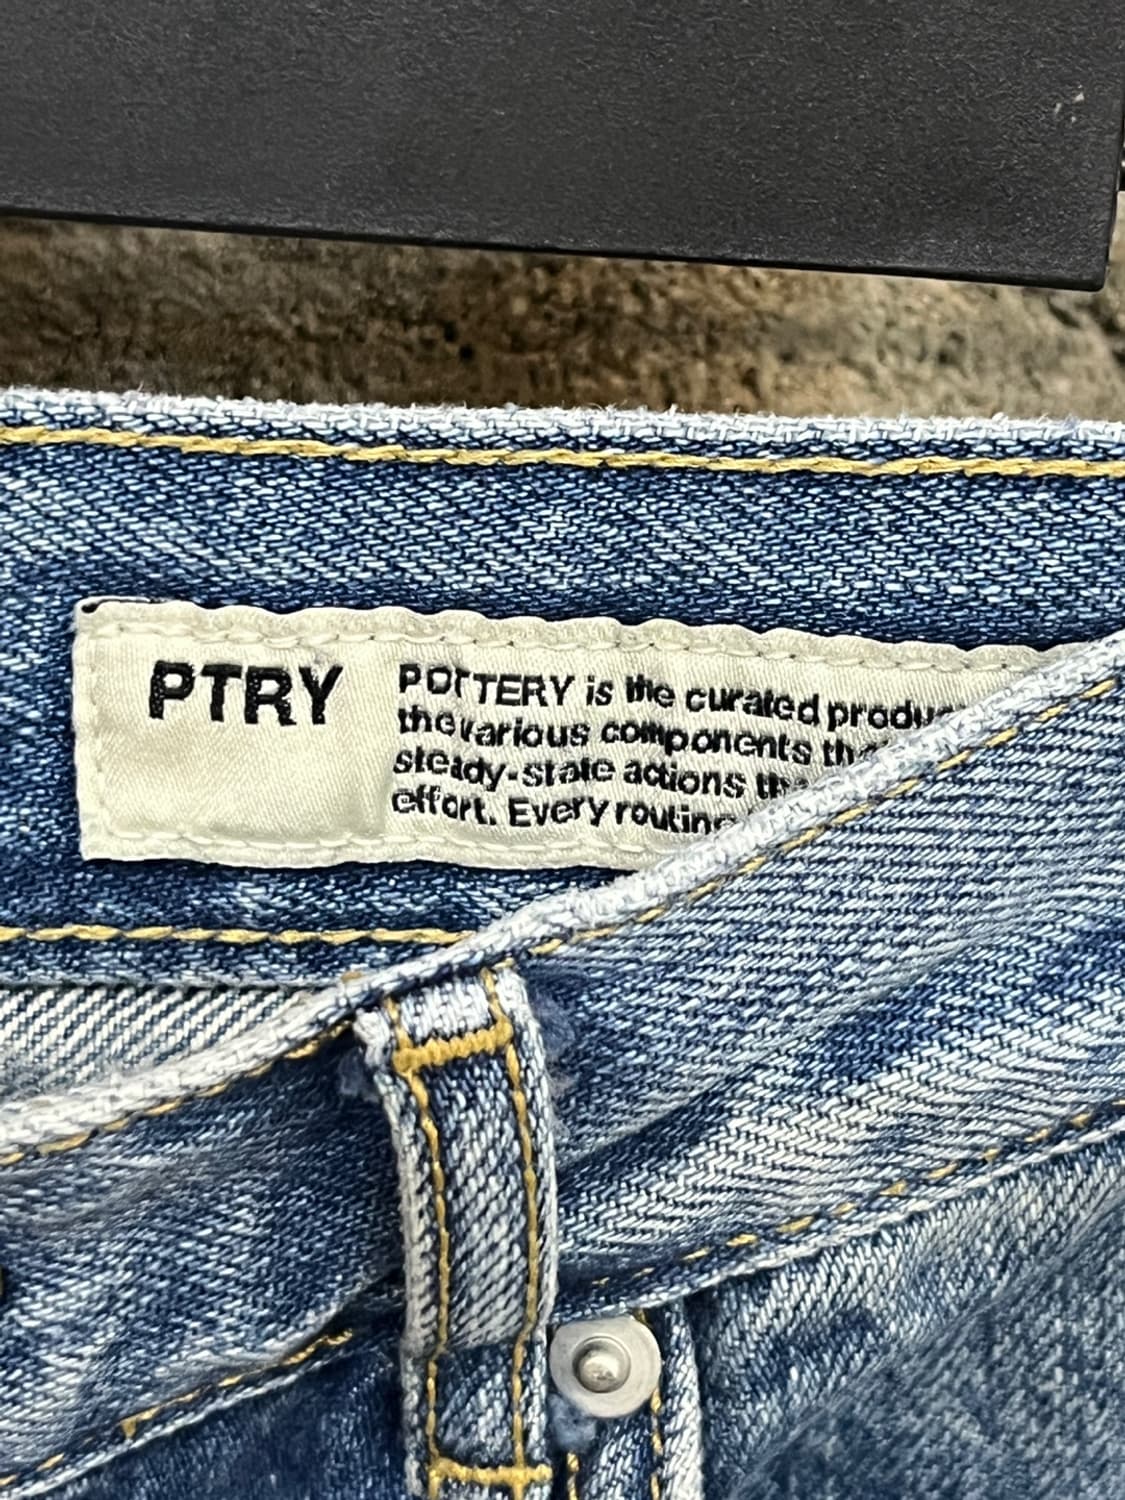 PTRY
POTTERY is the curated
the various components
steady-state actions
effort. Every